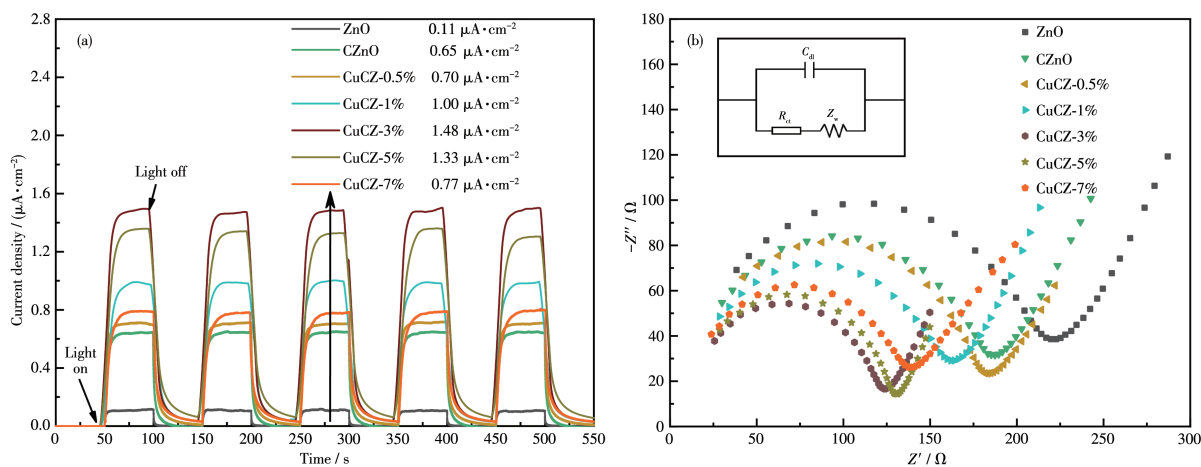 (a)
ZnO 0.11 μA·cm⁻²
CZnO 0.65 μA·cm⁻²
CuCZ-0.5% 0.70 μA·cm⁻²
CuCZ-1% 1.00 μA·cm⁻²
CuCZ-3% 1.48 μA·cm⁻²
CuCZ-5% 1.33 μA·cm⁻²
CuCZ-7% 0.77 μA·cm⁻²
Light off
Light
on
Current density / (μA·cm⁻²)
2.8
2.4
2.0
1.6
1.2
0.8
0.4
0.0
0 50 100 150 200 250 300 350 400 450 500 550
Time / s
(b)
C_dl
R_ct Z_w
ZnO
CZnO
CuCZ-0.5%
CuCZ-1%
CuCZ-3%
CuCZ-5%
CuCZ-7%
−Z″ / Ω
180
160
140
120
100
80
60
40
20
0
0 50 100 150 200 250 300
Z′ / Ω